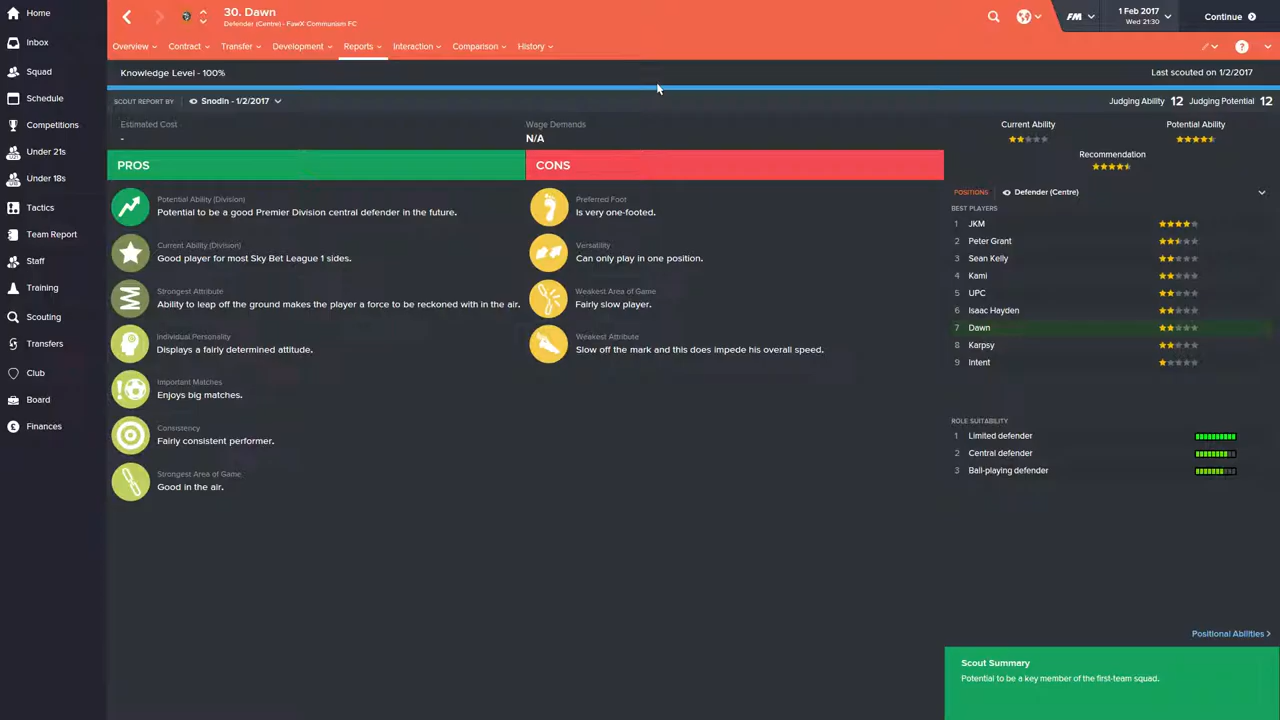 Home
Inbox
Squad
Schedule
Competitions
U21
Under 21s
U18
Under 18s
Tactics
Team Report
Staff
Training
Scouting
Transfers
Club
Board
£ Finances
30. Dawn
Defender (Centre) - FawX Communism FC
FM
1 Feb 2017
Wed 21:30
Continue
Overview
Contract
Transfer
Development
Reports
Interaction
Comparison
History
?
Knowledge Level - 100%
Last scouted on 1/2/2017
SCOUT REPORT BY
Snodin - 1/2/2017
Judging Ability 12 Judging Potential 12
Estimated Cost
-
Wage Demands
N/A
Current Ability
Potential Ability
Recommendation
PROS
Potential Ability (Division)
Potential to be a good Premier Division central defender in the future.
Current Ability (Division)
Good player for most Sky Bet League 1 sides.
Strongest Attribute
Ability to leap off the ground makes the player a force to be reckoned with in the air.
Individual Personality
Displays a fairly determined attitude.
Important Matches
Enjoys big matches.
Consistency
Fairly consistent performer.
Strongest Area of Game
Good in the air.
CONS
Preferred Foot
Is very one-footed.
Versatility
Can only play in one position.
Weakest Area of Game
Fairly slow player.
Weakest Attribute
Slow off the mark and this does impede his overall speed.
POSITIONS Defender (Centre)
BEST PLAYERS
1 JKM
2 Peter Grant
3 Sean Kelly
4 Kami
5 UPC
6 Isaac Hayden
7 Dawn
8 Karpsy
9 Intent
ROLE SUITABILITY
1 Limited defender
2 Central defender
3 Ball-playing defender
Positional Abilities >
Scout Summary
Potential to be a key member of the first-team squad.